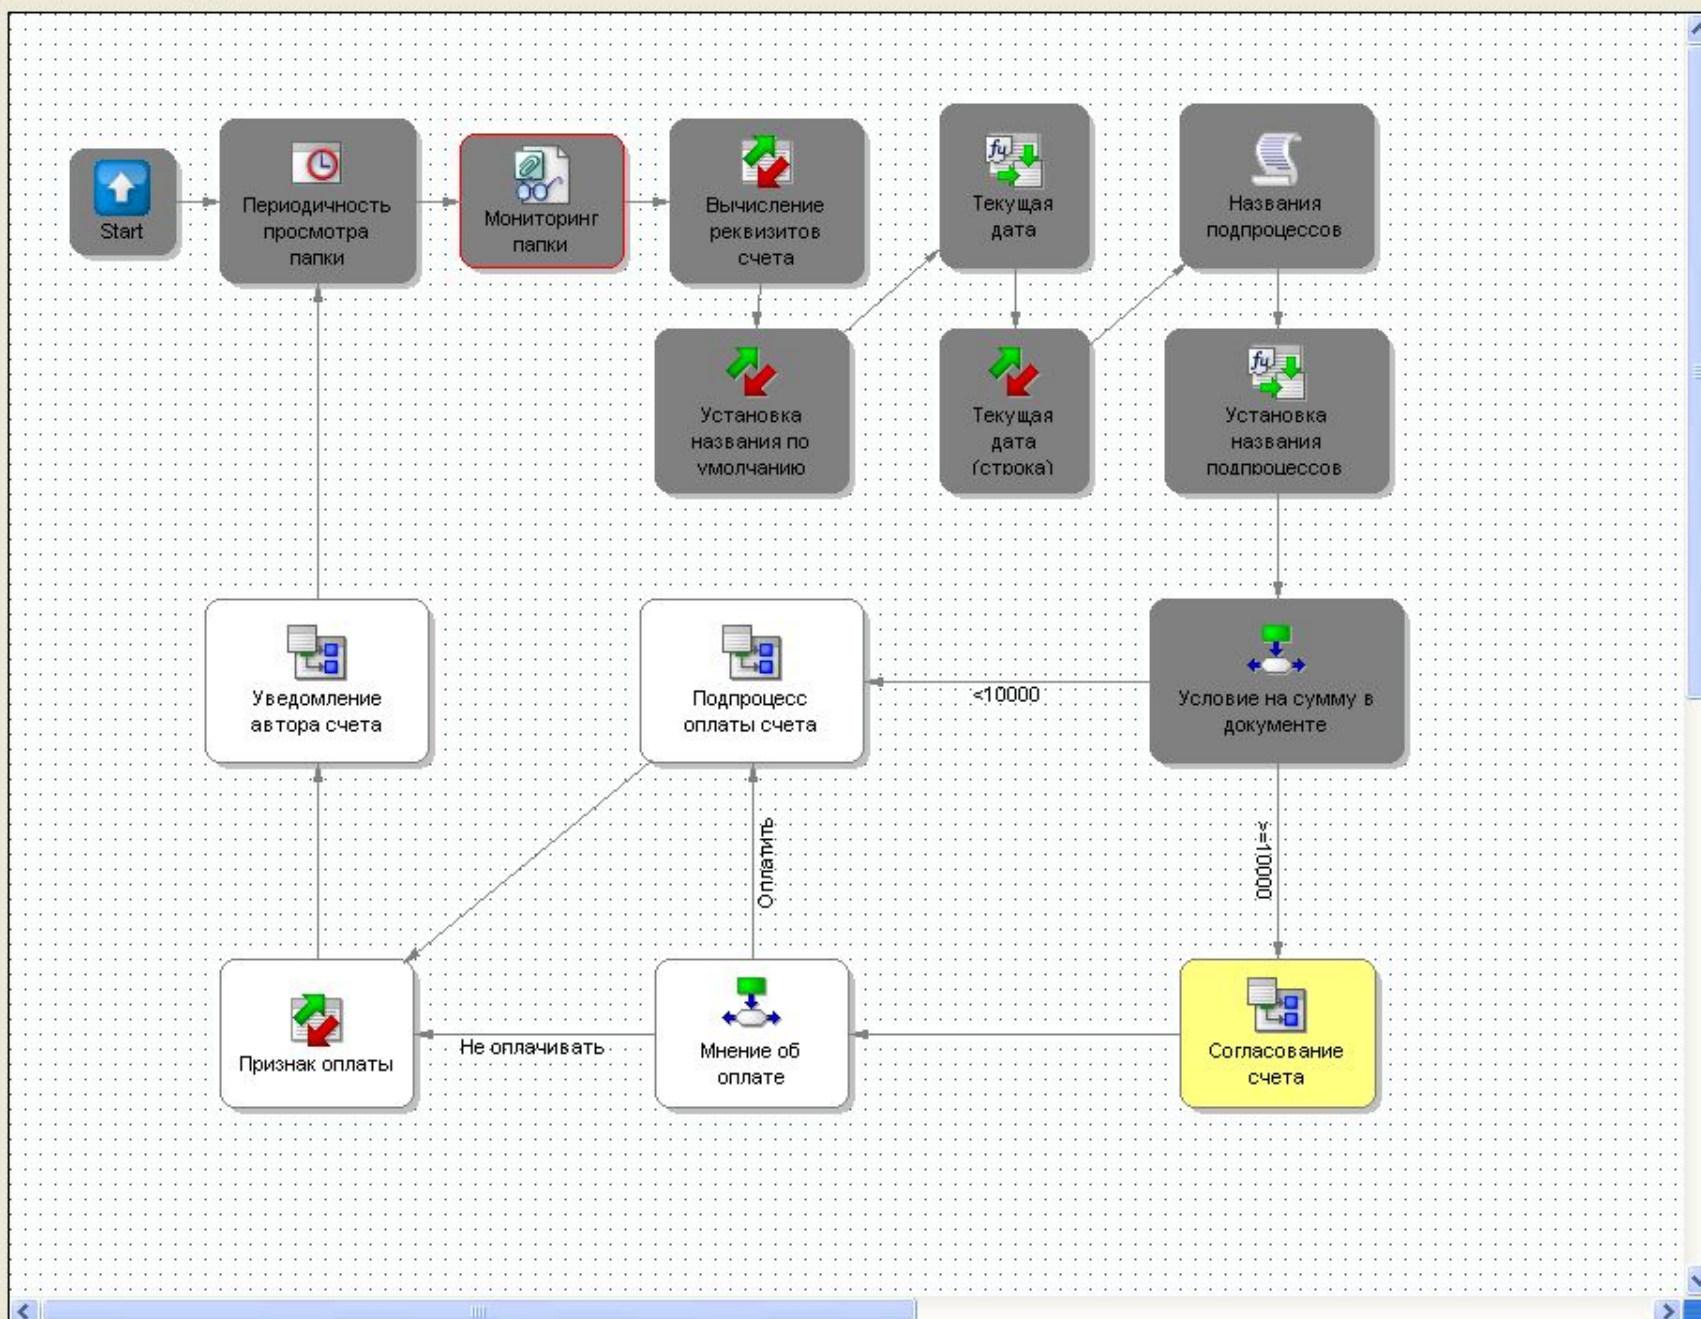 Start
Периодичность
просмотра
папки
Мониторинг
папки
Вычисление
реквизитов
счета
Текущая
дата
Названия
подпроцессов
Установка
названия по
умолчанию
Текущая
дата
(строка)
Установка
названия
подпроцессов
Уведомление
автора счета
Подпроцесс
оплаты счета
<10000
Условие на сумму в
документе
Оплатить
>=10000
Признак оплаты
Не оплачивать
Мнение об
оплате
Согласование
счета